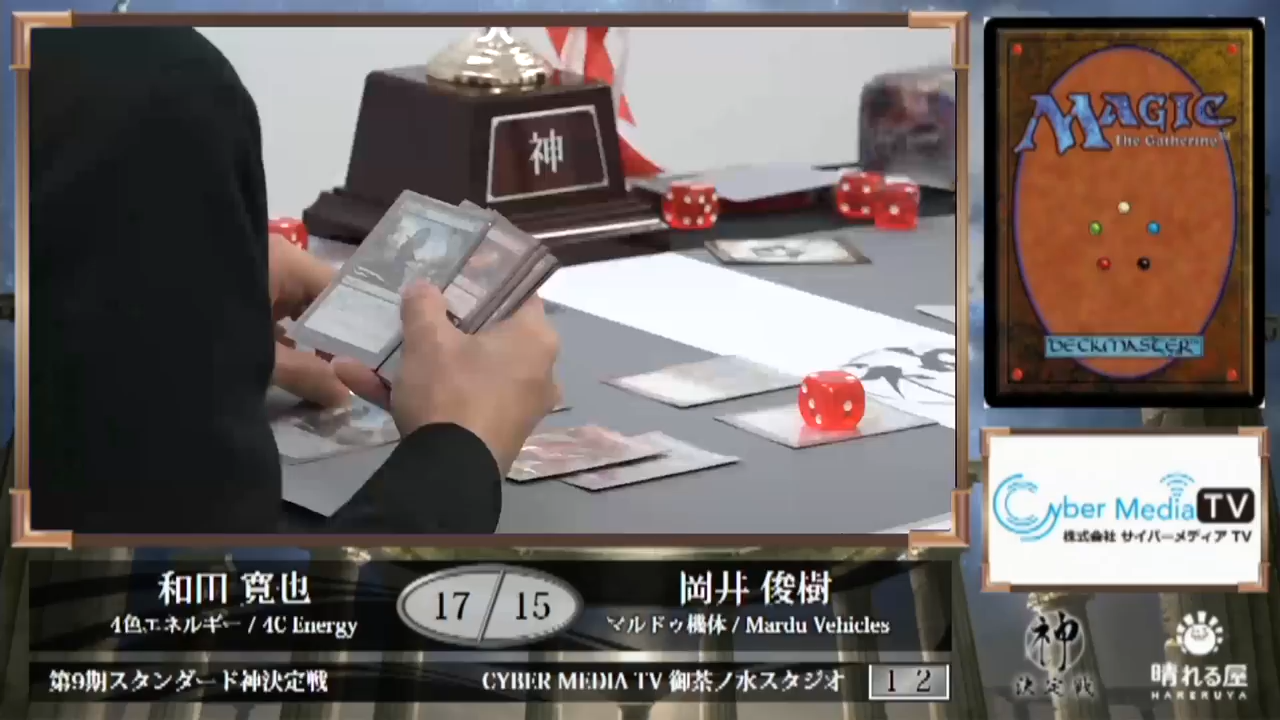 神
MAGIC
The Gathering™
DECKMASTER
Cyber Media TV
株式会社 サイバーメディア TV
和田 寛也
4色エネルギー / 4C Energy
17 / 15
岡井 俊樹
マルドゥ機体 / Mardu Vehicles
第9期スタンダード神決定戦
CYBER MEDIA TV 御茶ノ水スタジオ
1 2
神
決定戦
晴れる屋
HARERUYA